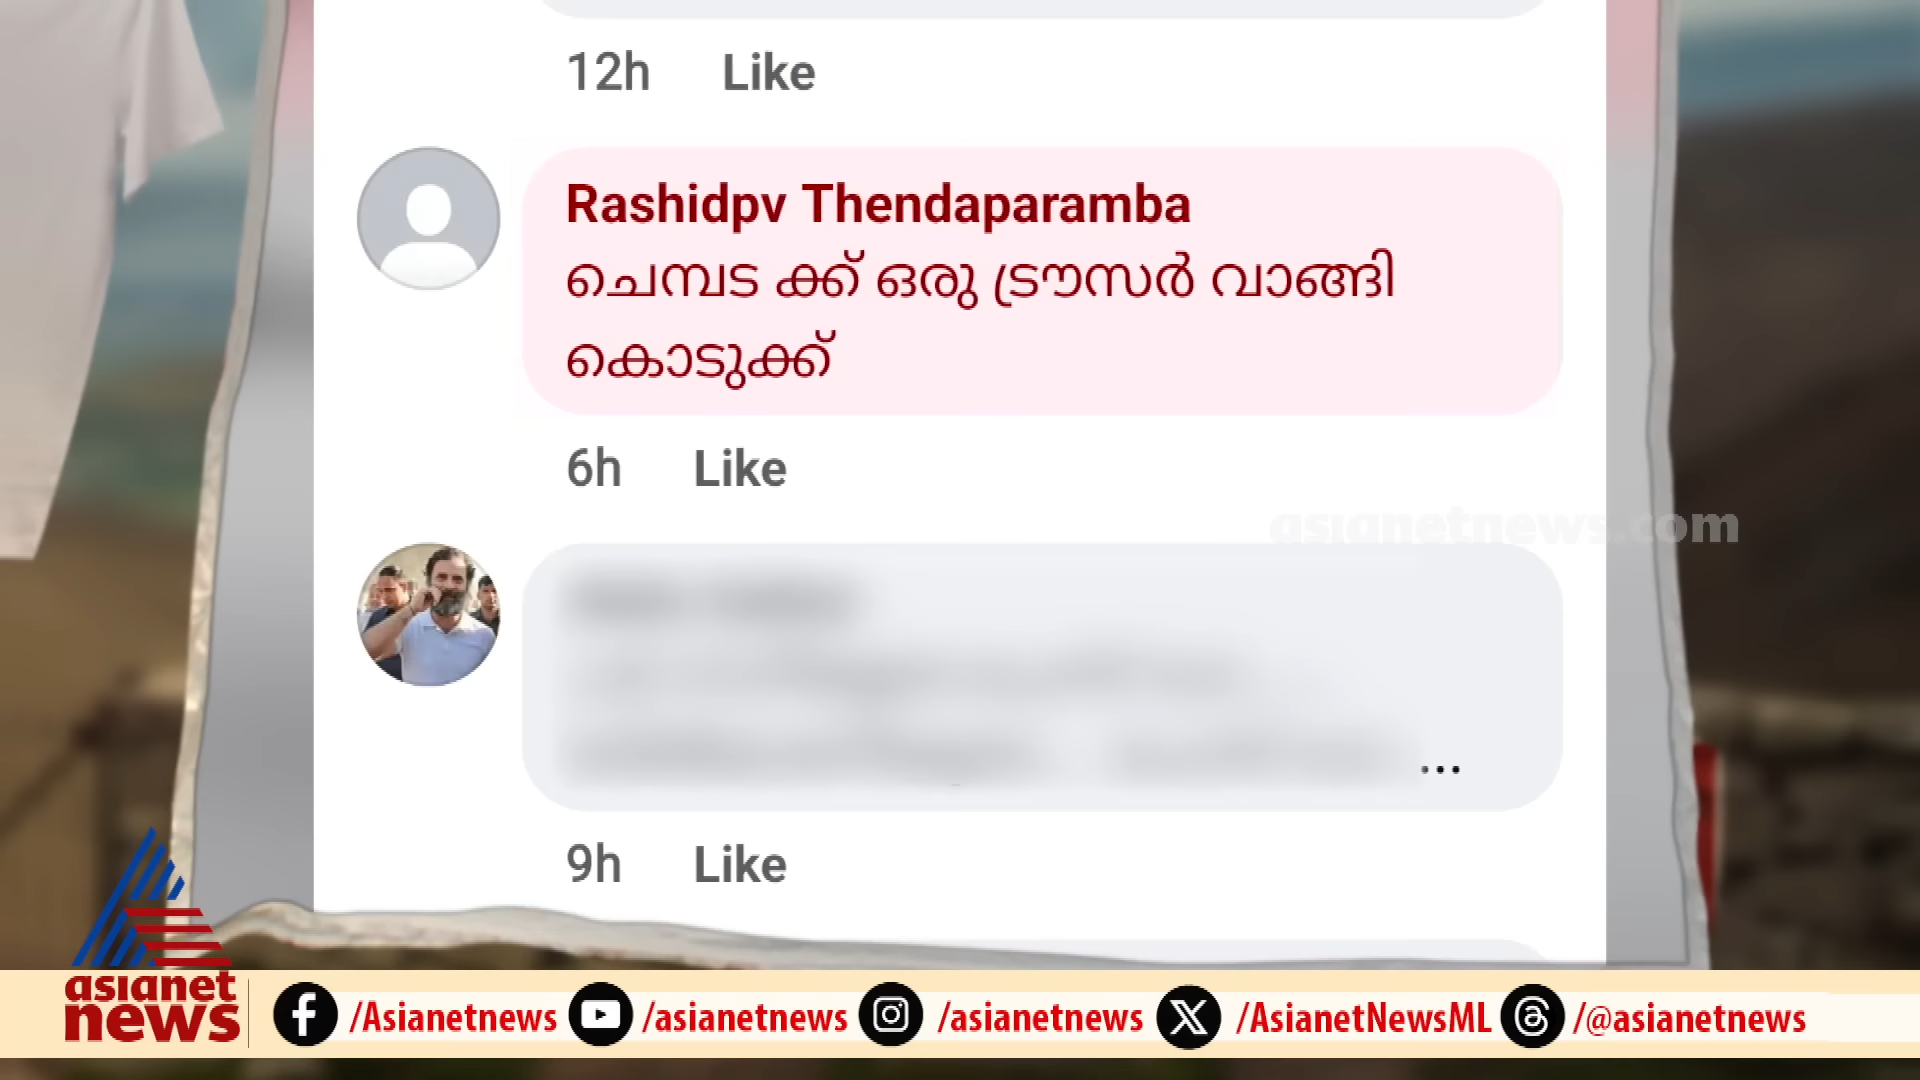 12h Like
Rashidpv Thendaparamba
ചെമ്പട ക്ക് ഒരു ട്രൗസർ വാങ്ങി
കൊടുക്ക്
6h Like
asianetnews.com
...
9h Like
asianet
news
/Asianetnews /asianetnews /asianetnews /AsianetNewsML /@asianetnews